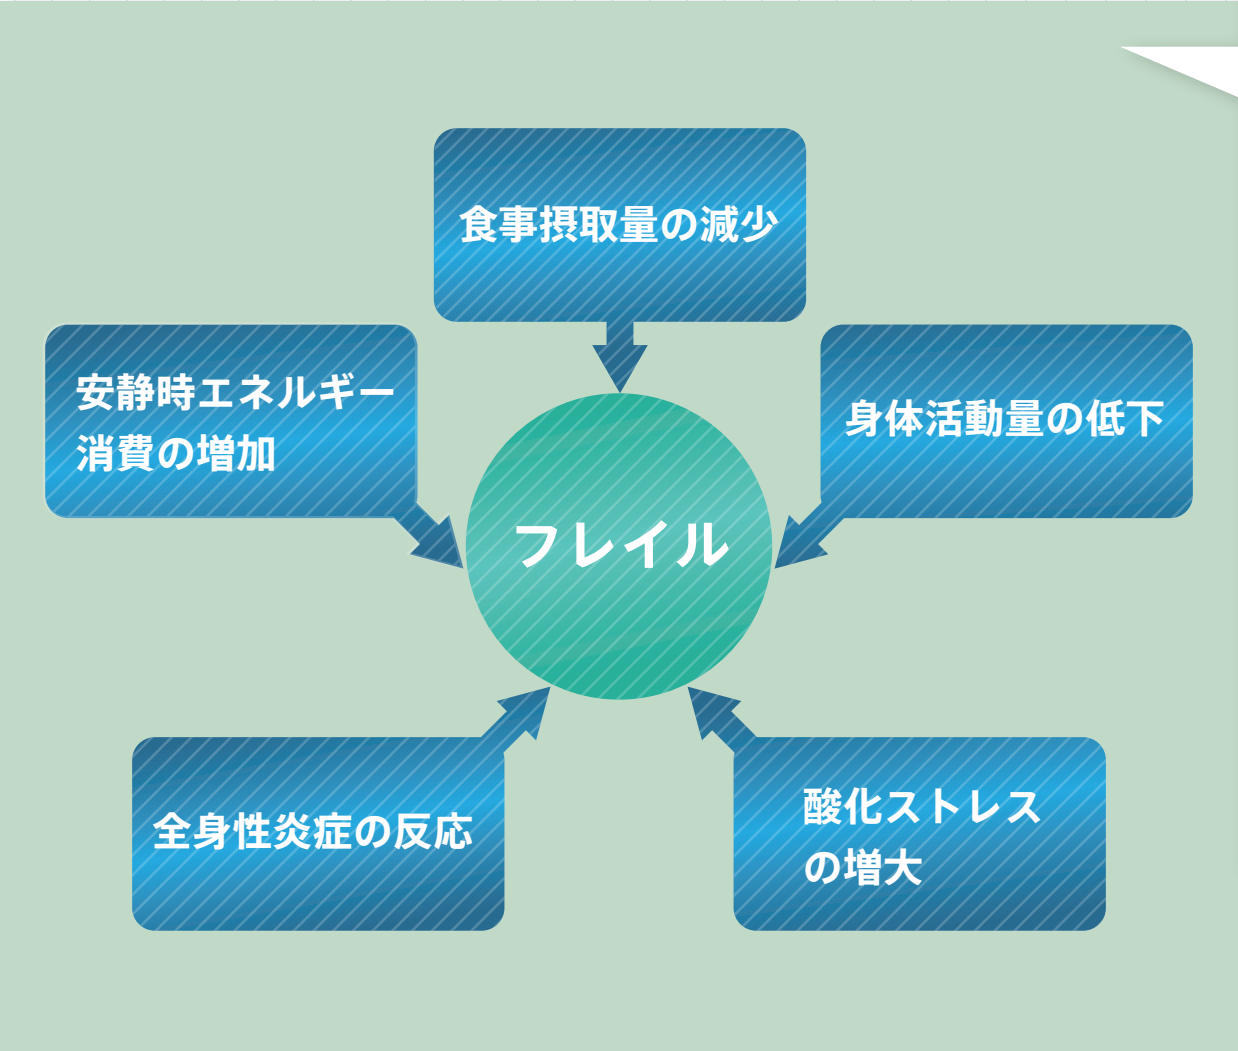 食事摂取量の減少
安静時エネルギー
消費の増加
身体活動量の低下
フレイル
全身性炎症の反応
酸化ストレス
の増大